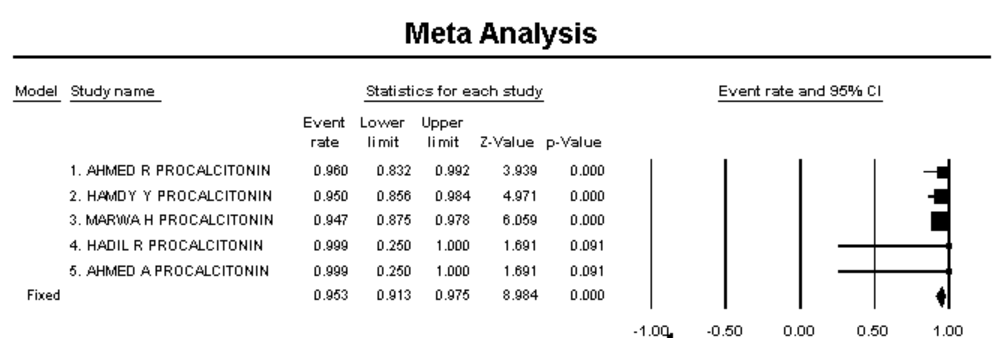 Meta Analysis
Model Study name Statistics for each study Event rate and 95% CI
Event Lower Upper
rate limit limit Z-Value p-Value
1. AHMED R PROCALCITONIN 0.960 0.832 0.992 3.939 0.000
2. HAMDY Y PROCALCITONIN 0.950 0.856 0.984 4.971 0.000
3. MARWA H PROCALCITONIN 0.947 0.875 0.978 6.059 0.000
4. HADIL R PROCALCITONIN 0.999 0.250 1.000 1.691 0.091
5. AHMED A PROCALCITONIN 0.999 0.250 1.000 1.691 0.091
Fixed 0.953 0.913 0.975 8.984 0.000
-1.00 -0.50 0.00 0.50 1.00